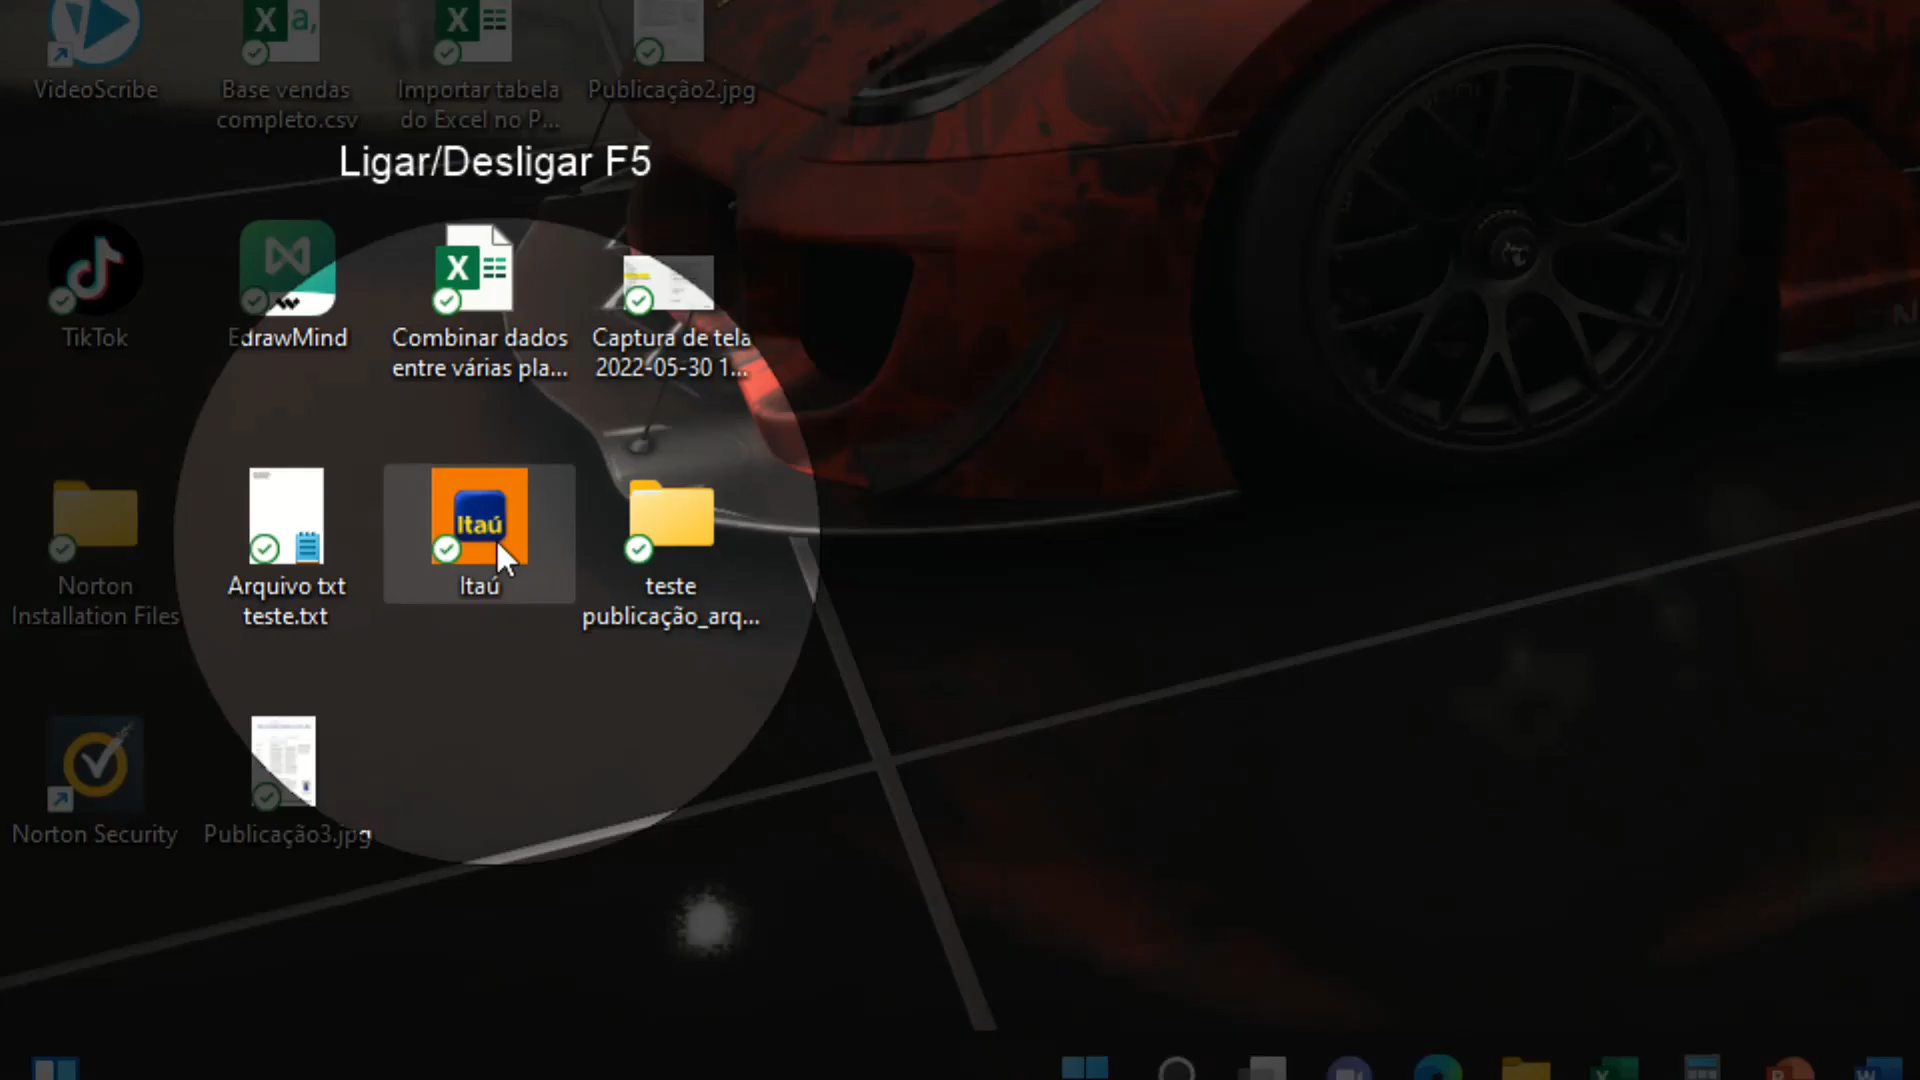 VideoScribe
Base vendas
completo.csv
Importar tabela
do Excel no P...
Publicação2.jpg
Ligar/Desligar F5
TikTok
EdrawMind
Combinar dados
entre várias pla...
Captura de tela
2022-05-30 1...
Norton
Installation Files
Arquivo txt
teste.txt
Itaú
Itaú
teste
publicação_arq...
Norton Security
Publicação3.jpg